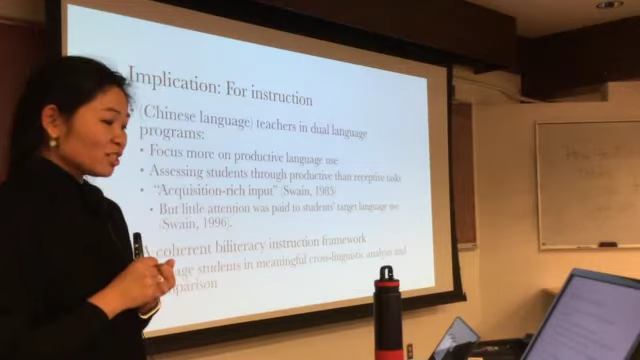 Implication: For instruction
(Chinese language) teachers in dual language
programs:
• Focus more on productive language use
• Assessing students through productive than receptive tasks
• "Acquisition-rich input" (Swain, 1985)
• But little attention was paid to students' target language use
(Swain, 1996).
A coherent biliteracy instruction framework
students in meaningful cross-linguistic analysis and